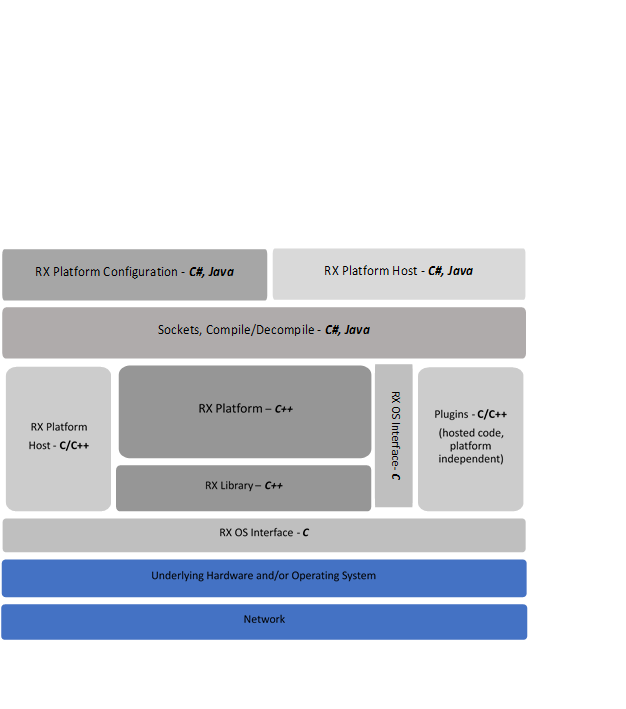 RX Platform Configuration - C#, Java
RX Platform Host - C#, Java
Sockets, Compile/Decompile - C#, Java
RX Platform
Host - C/C++
RX Platform – C++
RX Library – C++
RX OS Interface- C
Plugins - C/C++
(hosted code,
platform
independent)
RX OS Interface - C
Underlying Hardware and/or Operating System
Network